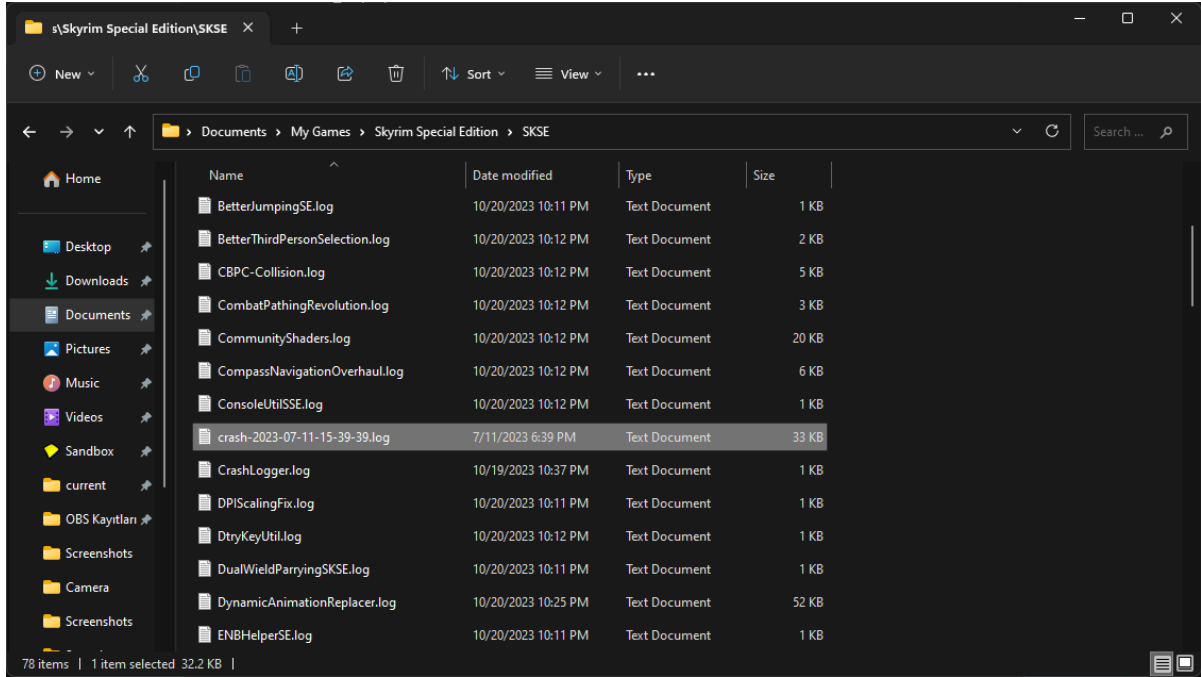 s\Skyrim Special Edition\SKSE
New
Sort
View
Documents > My Games > Skyrim Special Edition > SKSE
Search ...
Home
Desktop
Downloads
Documents
Pictures
Music
Videos
Sandbox
current
OBS Kayıtları
Screenshots
Camera
Screenshots
Name Date modified Type Size
BetterJumpingSE.log 10/20/2023 10:11 PM Text Document 1 KB
BetterThirdPersonSelection.log 10/20/2023 10:12 PM Text Document 2 KB
CBPC-Collision.log 10/20/2023 10:12 PM Text Document 5 KB
CombatPathingRevolution.log 10/20/2023 10:12 PM Text Document 3 KB
CommunityShaders.log 10/20/2023 10:12 PM Text Document 20 KB
CompassNavigationOverhaul.log 10/20/2023 10:12 PM Text Document 6 KB
ConsoleUtilSSE.log 10/20/2023 10:12 PM Text Document 1 KB
crash-2023-07-11-15-39-39.log 7/11/2023 6:39 PM Text Document 33 KB
CrashLogger.log 10/19/2023 10:37 PM Text Document 1 KB
DPIScalingFix.log 10/20/2023 10:11 PM Text Document 1 KB
DtryKeyUtil.log 10/20/2023 10:12 PM Text Document 1 KB
DualWieldParryingSKSE.log 10/20/2023 10:11 PM Text Document 1 KB
DynamicAnimationReplacer.log 10/20/2023 10:25 PM Text Document 52 KB
ENBHelperSE.log 10/20/2023 10:11 PM Text Document 1 KB
78 items | 1 item selected 32.2 KB |